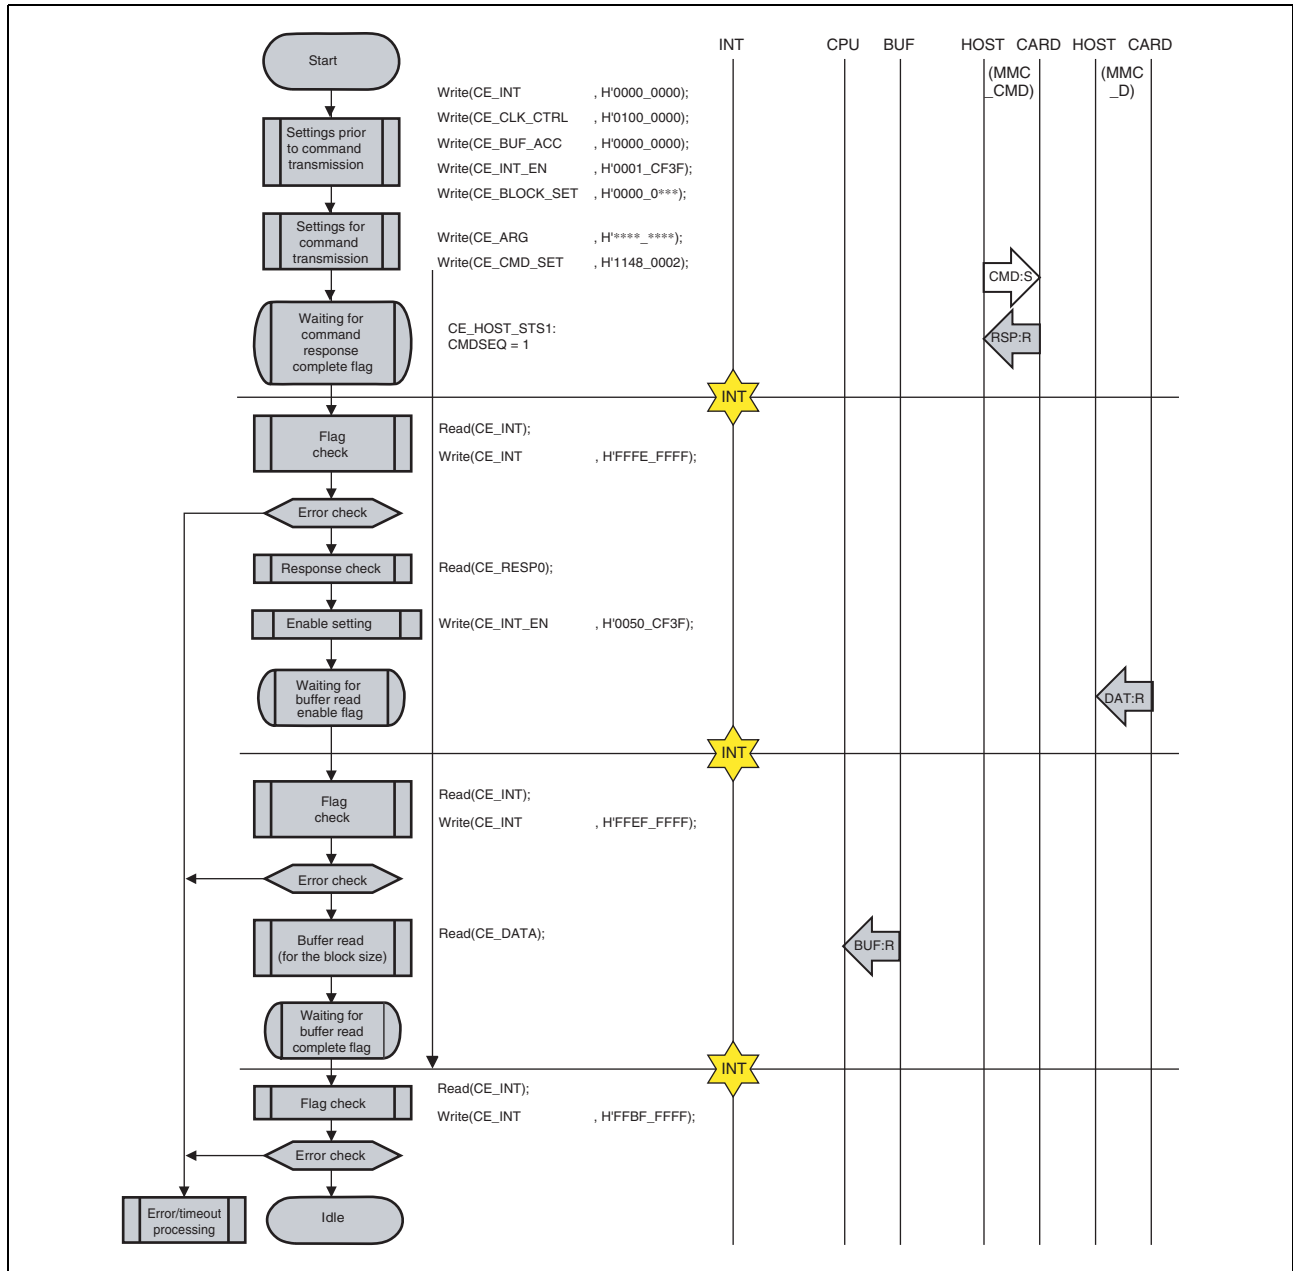 INT CPU BUF HOST CARD HOST CARD
(MMC
_CMD)
(MMC
_D)
Start
Write(CE_INT , H'0000_0000);
Write(CE_CLK_CTRL , H'0100_0000);
Write(CE_BUF_ACC , H'0000_0000);
Write(CE_INT_EN , H'0001_CF3F);
Write(CE_BLOCK_SET , H'0000_0***);
Settings prior
to command
transmission
Settings for
command
transmission
Write(CE_ARG , H'****_****);
Write(CE_CMD_SET , H'1148_0002);
CMD:S
Waiting for
command
response
complete flag
CE_HOST_STS1:
CMDSEQ = 1
RSP:R
INT
Flag
check
Read(CE_INT);
Write(CE_INT , H'FFFE_FFFF);
Error check
Response check
Read(CE_RESP0);
Enable setting
Write(CE_INT_EN , H'0050_CF3F);
Waiting for
buffer read
enable flag
DAT:R
INT
Flag
check
Read(CE_INT);
Write(CE_INT , H'FFEF_FFFF);
Error check
Buffer read
(for the block size)
Read(CE_DATA);
BUF:R
Waiting for
buffer read
complete flag
INT
Flag check
Read(CE_INT);
Write(CE_INT , H'FFBF_FFFF);
Error check
Error/timeout
processing
Idle